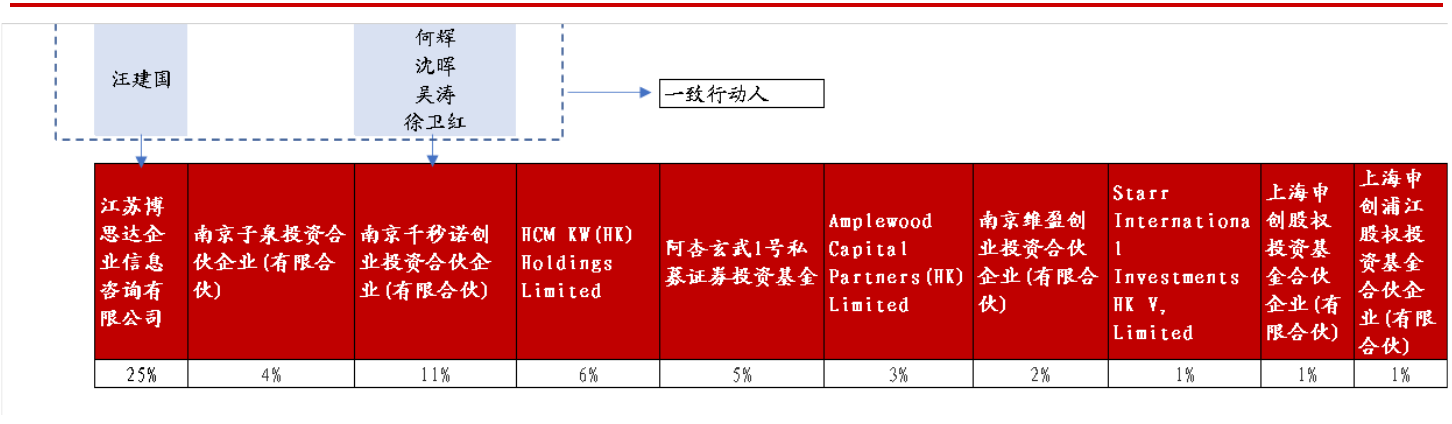 汪建国
何辉
沈晖
吴涛
徐卫红
一致行动人
江苏博
思达企
业信息
咨询有
限公司
南京子泉投资合
伙企业(有限合
伙)
南京千秒诺创
业投资合伙企
业(有限合伙)
HCM KW(HK)
Holdings
Limited
阿杏玄武1号私
募证券投资基金
Amplewood
Capital
Partners(HK)
Limited
南京维盈创
业投资合伙
企业(有限合
伙)
Starr
Internationa
l
Investments
HK V,
Limited
上海申
创股权
投资基
金合伙
企业(有
限合伙)
上海申
创浦江
股权投
资基金
合伙企
业(有限
合伙)
25%
4%
11%
6%
5%
3%
2%
1%
1%
1%